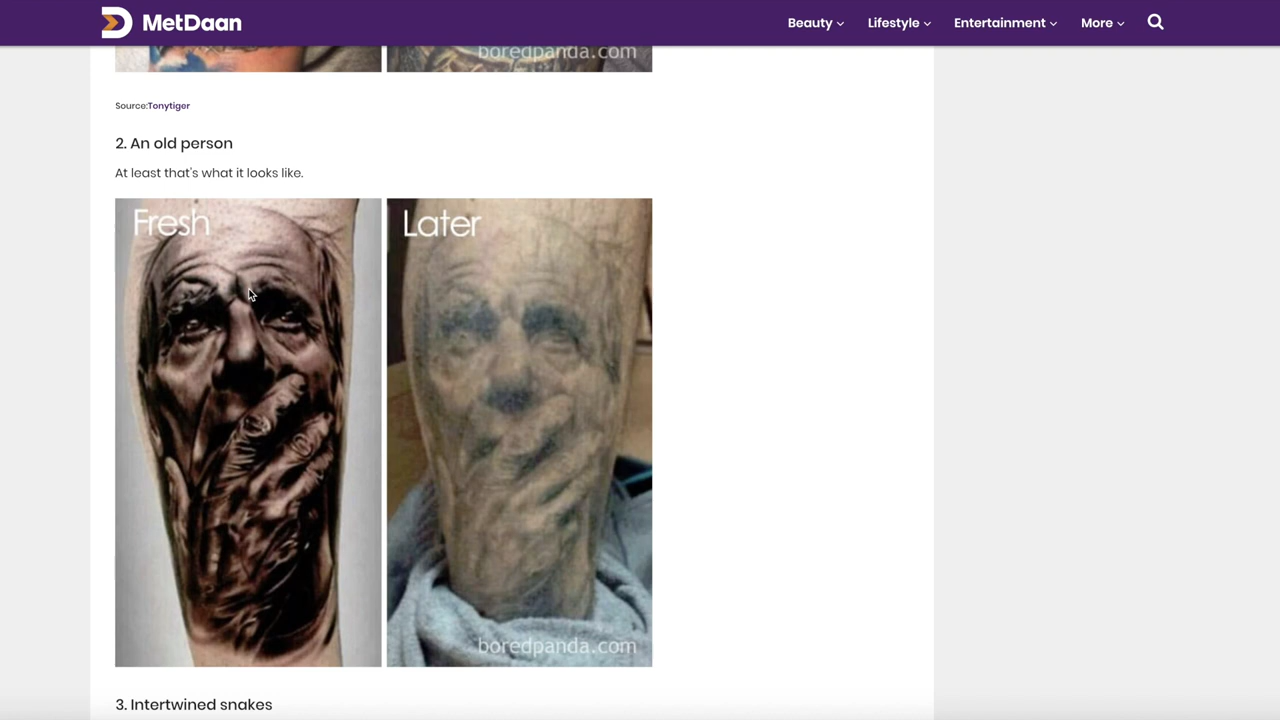 MetDaan
Beauty
Lifestyle
Entertainment
More
boredpanda.com
Source:Tonytiger
2. An old person
At least that's what it looks like.
Fresh
Later
boredpanda.com
3. Intertwined snakes